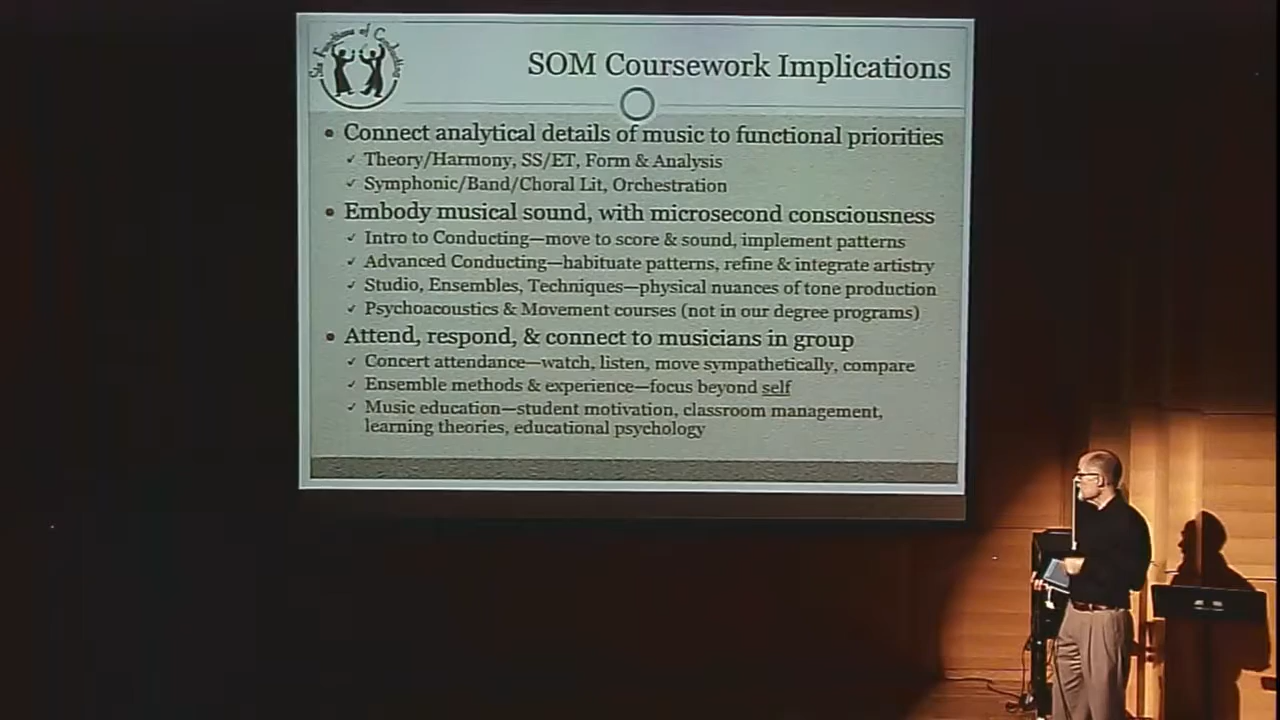 Six Functions of Conducting
SOM Coursework Implications
• Connect analytical details of music to functional priorities
✓ Theory/Harmony, SS/ET, Form & Analysis
✓ Symphonic/Band/Choral Lit, Orchestration
• Embody musical sound, with microsecond consciousness
✓ Intro to Conducting—move to score & sound, implement patterns
✓ Advanced Conducting—habituate patterns, refine & integrate artistry
✓ Studio, Ensembles, Techniques—physical nuances of tone production
✓ Psychoacoustics & Movement courses (not in our degree programs)
• Attend, respond, & connect to musicians in group
✓ Concert attendance—watch, listen, move sympathetically, compare
✓ Ensemble methods & experience—focus beyond self
✓ Music education—student motivation, classroom management,
learning theories, educational psychology